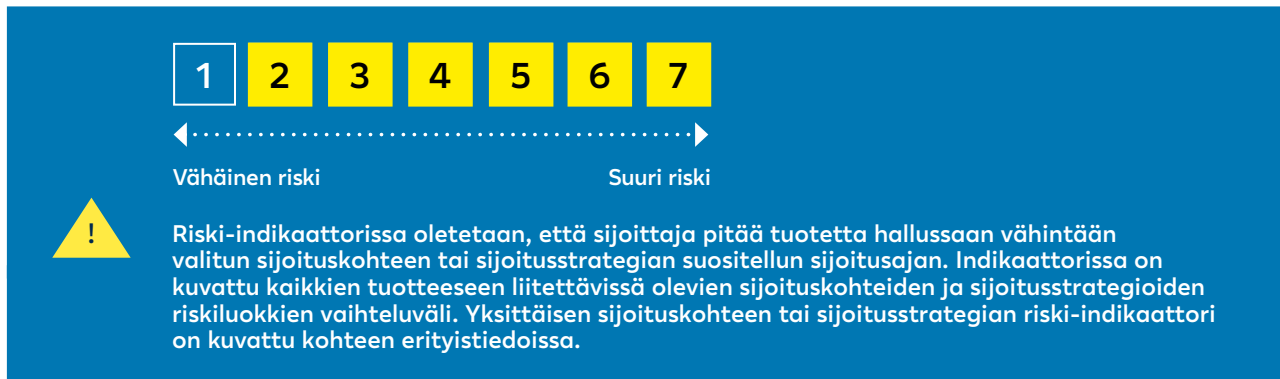 1 2 3 4 5 6 7
Vähäinen riski Suuri riski
!
Riski-indikaattorissa oletetaan, että sijoittaja pitää tuotetta hallussaan vähintään
valitun sijoituskohteen tai sijoitusstrategian suositellun sijoitusajan. Indikaattorissa on
kuvattu kaikkien tuotteeseen liitettävissä olevien sijoituskohteiden ja sijoitusstrategioiden
riskiluokkien vaihteluväli. Yksittäisen sijoituskohteen tai sijoitusstrategian riski-indikaattori
on kuvattu kohteen erityistiedoissa.